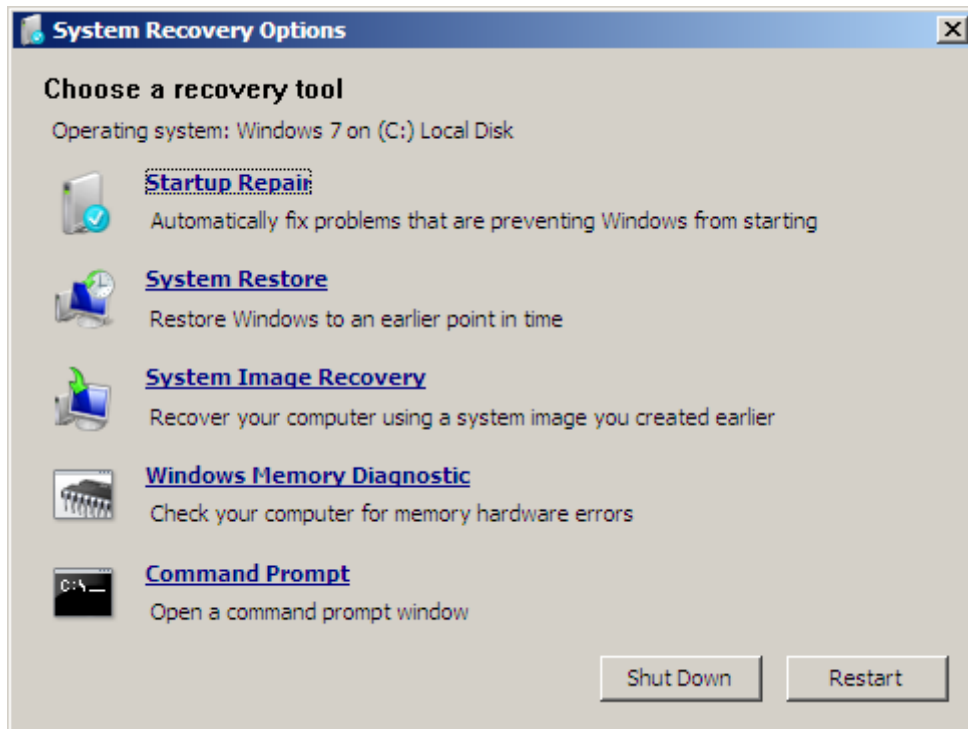 System Recovery Options
Choose a recovery tool
Operating system: Windows 7 on (C:) Local Disk
Startup Repair
Automatically fix problems that are preventing Windows from starting
System Restore
Restore Windows to an earlier point in time
System Image Recovery
Recover your computer using a system image you created earlier
Windows Memory Diagnostic
Check your computer for memory hardware errors
C:\_
Command Prompt
Open a command prompt window
Shut Down
Restart